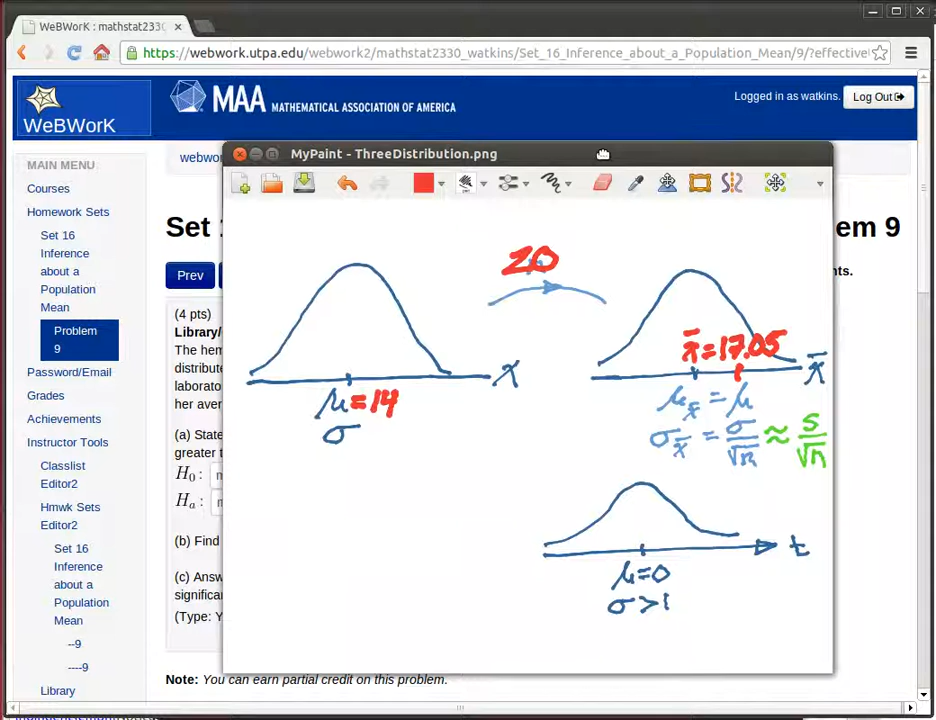 WeBWorK : mathstat233
https://webwork.utpa.edu/webwork2/mathstat2330_watkins/Set_16_Inference_about_a_Population_Mean/9/?effective
WeBWorK
MAA MATHEMATICAL ASSOCIATION OF AMERICA
Logged in as watkins.
Log Out
MAIN MENU
Courses
Homework Sets
Set 16
Inference
about a
Population
Mean
Problem
9
Password/Email
Grades
Instructor Tools
Classlist
Editor2
Hmwk Sets
Editor2
Set 16
Inference
about a
Population
Mean
--9
----9
Library
webwor
Set 1
em 9
Prev
ts.
(4 pts)
Library/
The hem
distribute
laborato
her aver
(a) State
greater t
H0 :
Ha :
(b) Find
(c) Answ
significa
(Type: Y
Note: You can earn partial credit on this problem.
MyPaint - ThreeDistribution.png
20
x
μ = 14
σ
x̄ = 17.05
x̄
μx̄ = μ
σx̄ = σ/√n ≈ s/√n
t
μ=0
σ>1